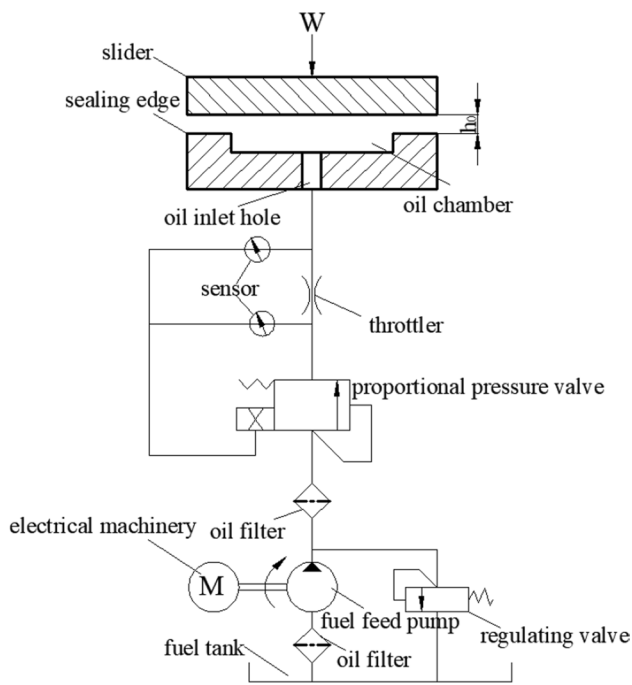 W
slider
sealing edge
h0
oil chamber
oil inlet hole
sensor
throttler
proportional pressure valve
electrical machinery
oil filter
M
fuel feed pump
regulating valve
fuel tank
oil filter